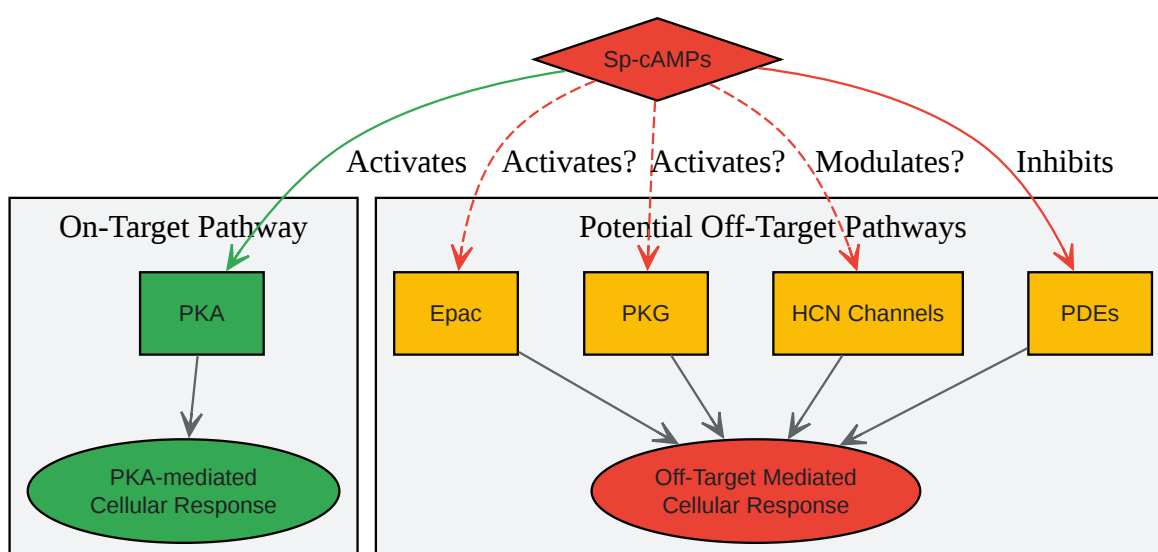 Sp-cAMPs
Activates
Activates?
Activates?
Modulates?
Inhibits
On-Target Pathway
Potential Off-Target Pathways
PKA
Epac
PKG
HCN Channels
PDEs
PKA-mediated
Cellular Response
Off-Target Mediated
Cellular Response